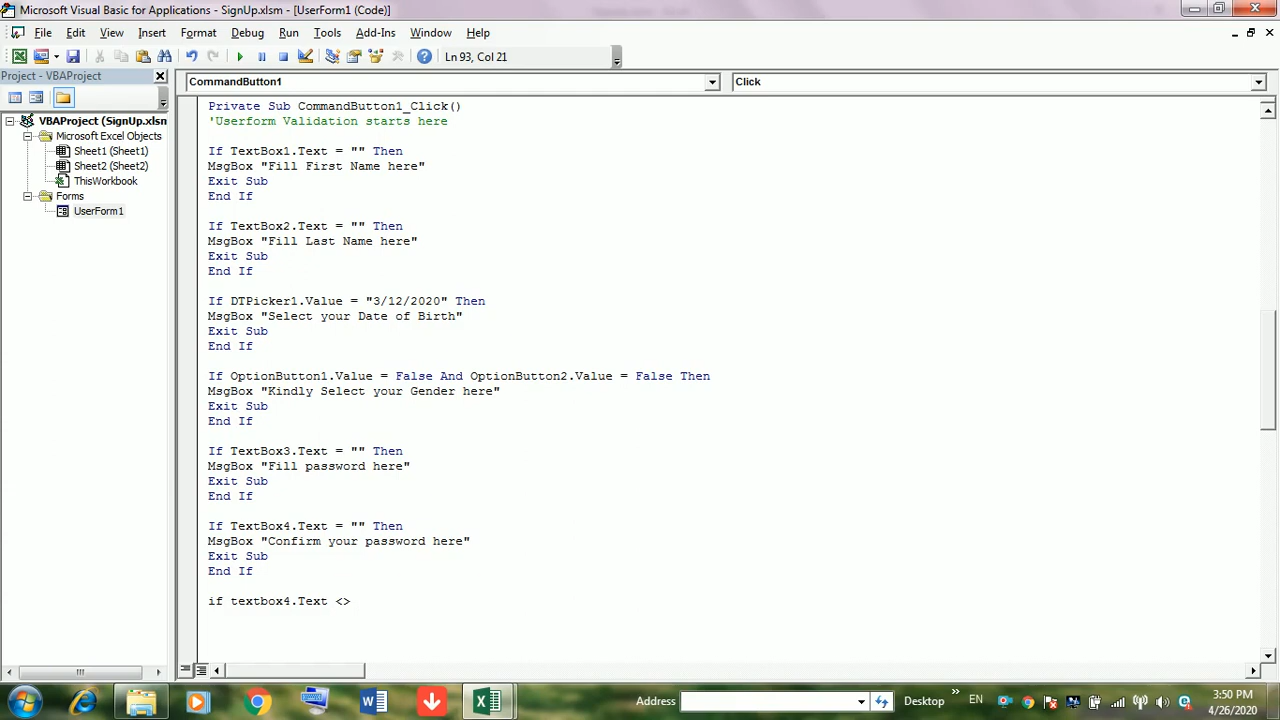 Microsoft Visual Basic for Applications - SignUp.xlsm - [UserForm1 (Code)]
File Edit View Insert Format Debug Run Tools Add-Ins Window Help
Ln 93, Col 21
Project - VBAProject
CommandButton1
Click
VBAProject (SignUp.xlsm
Microsoft Excel Objects
Sheet1 (Sheet1)
Sheet2 (Sheet2)
ThisWorkbook
Forms
UserForm1
Private Sub CommandButton1_Click()
'Userform Validation starts here
If TextBox1.Text = "" Then
MsgBox "Fill First Name here"
Exit Sub
End If
If TextBox2.Text = "" Then
MsgBox "Fill Last Name here"
Exit Sub
End If
If DTPicker1.Value = "3/12/2020" Then
MsgBox "Select your Date of Birth"
Exit Sub
End If
If OptionButton1.Value = False And OptionButton2.Value = False Then
MsgBox "Kindly Select your Gender here"
Exit Sub
End If
If TextBox3.Text = "" Then
MsgBox "Fill password here"
Exit Sub
End If
If TextBox4.Text = "" Then
MsgBox "Confirm your password here"
Exit Sub
End If
if textbox4.Text <>
Address
Desktop
EN
3:50 PM
4/26/2020